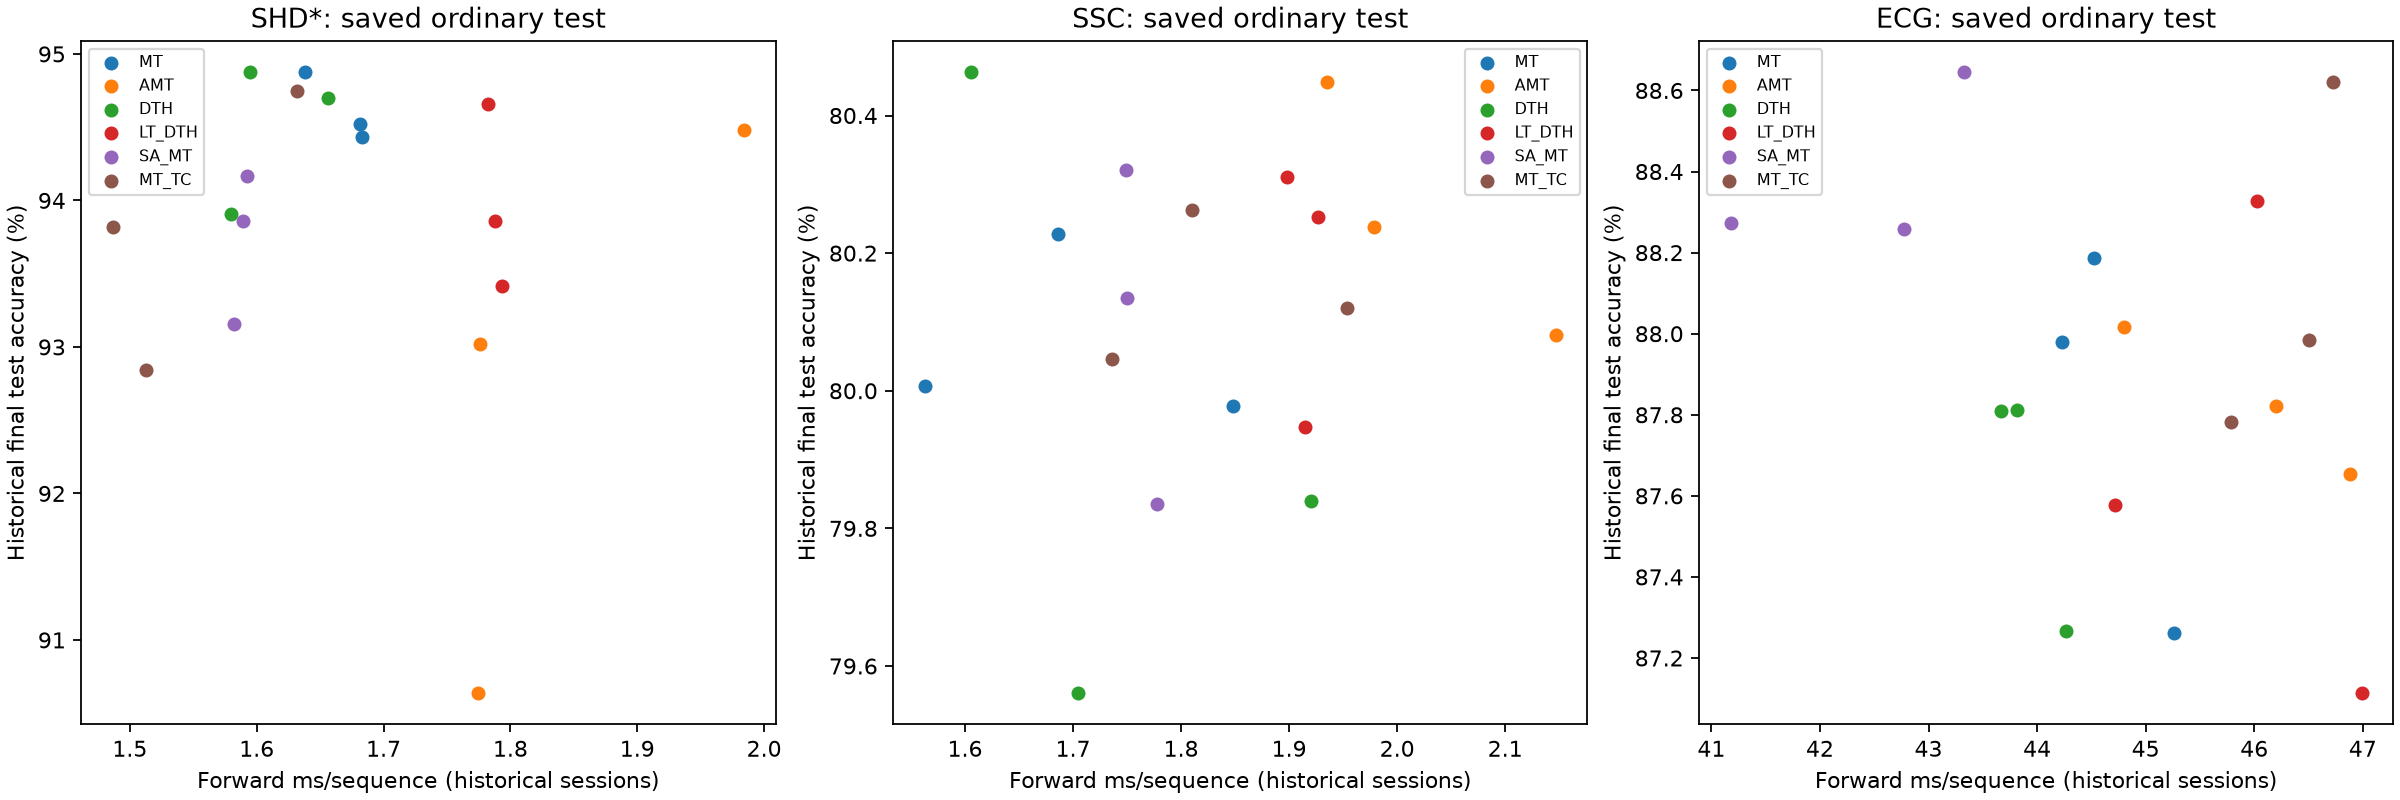 SHD*: saved ordinary test
95
94
93
92
91
Historical final test accuracy (%)
MT
AMT
DTH
LT_DTH
SA_MT
MT_TC
1.5 1.6 1.7 1.8 1.9 2.0
Forward ms/sequence (historical sessions)
SSC: saved ordinary test
80.4
80.2
80.0
79.8
79.6
Historical final test accuracy (%)
MT
AMT
DTH
LT_DTH
SA_MT
MT_TC
1.6 1.7 1.8 1.9 2.0 2.1
Forward ms/sequence (historical sessions)
ECG: saved ordinary test
88.6
88.4
88.2
88.0
87.8
87.6
87.4
87.2
Historical final test accuracy (%)
MT
AMT
DTH
LT_DTH
SA_MT
MT_TC
41 42 43 44 45 46 47
Forward ms/sequence (historical sessions)